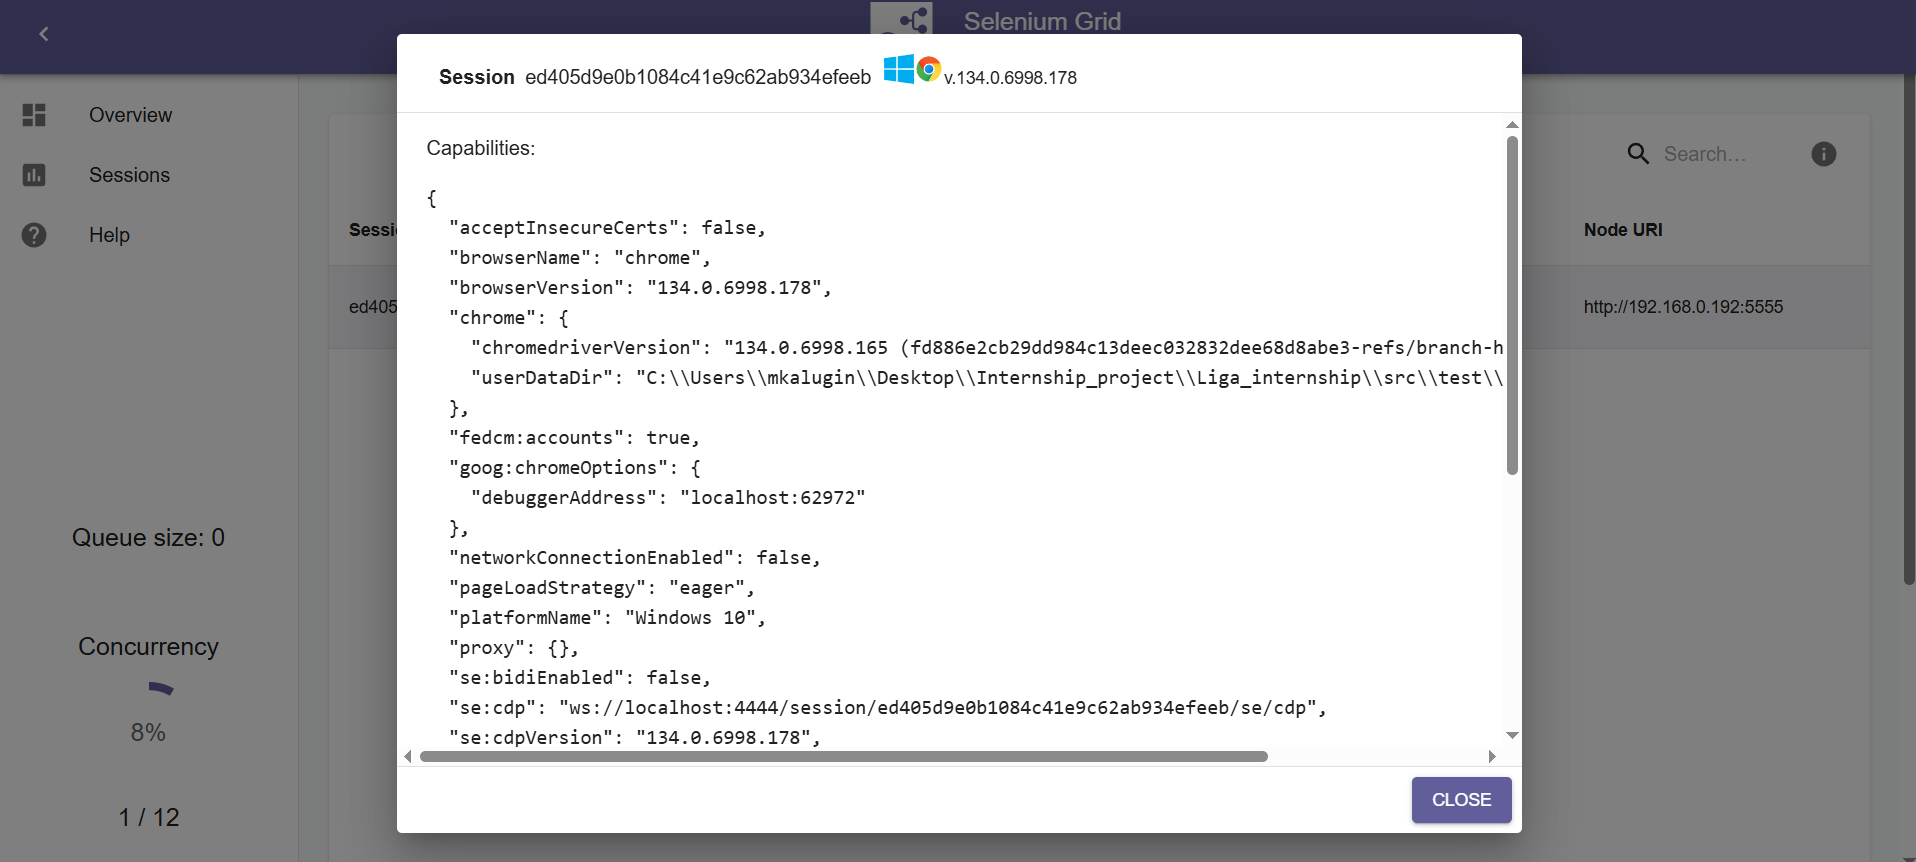 Selenium Grid
Session ed405d9e0b1084c41e9c62ab934efeeb v.134.0.6998.178
Overview
Sessions
Help
Queue size: 0
Concurrency
8%
1 / 12
Search…
Sessi
Node URI
ed405
http://192.168.0.192:5555
Capabilities:
{
"acceptInsecureCerts": false,
"browserName": "chrome",
"browserVersion": "134.0.6998.178",
"chrome": {
"chromedriverVersion": "134.0.6998.165 (fd886e2cb29dd984c13deec032832dee68d8abe3-refs/branch-h
"userDataDir": "C:\\Users\\mkalugin\\Desktop\\Internship_project\\Liga_internship\\src\\test\\
},
"fedcm:accounts": true,
"goog:chromeOptions": {
"debuggerAddress": "localhost:62972"
},
"networkConnectionEnabled": false,
"pageLoadStrategy": "eager",
"platformName": "Windows 10",
"proxy": {},
"se:bidiEnabled": false,
"se:cdp": "ws://localhost:4444/session/ed405d9e0b1084c41e9c62ab934efeeb/se/cdp",
"se:cdpVersion": "134.0.6998.178",
CLOSE